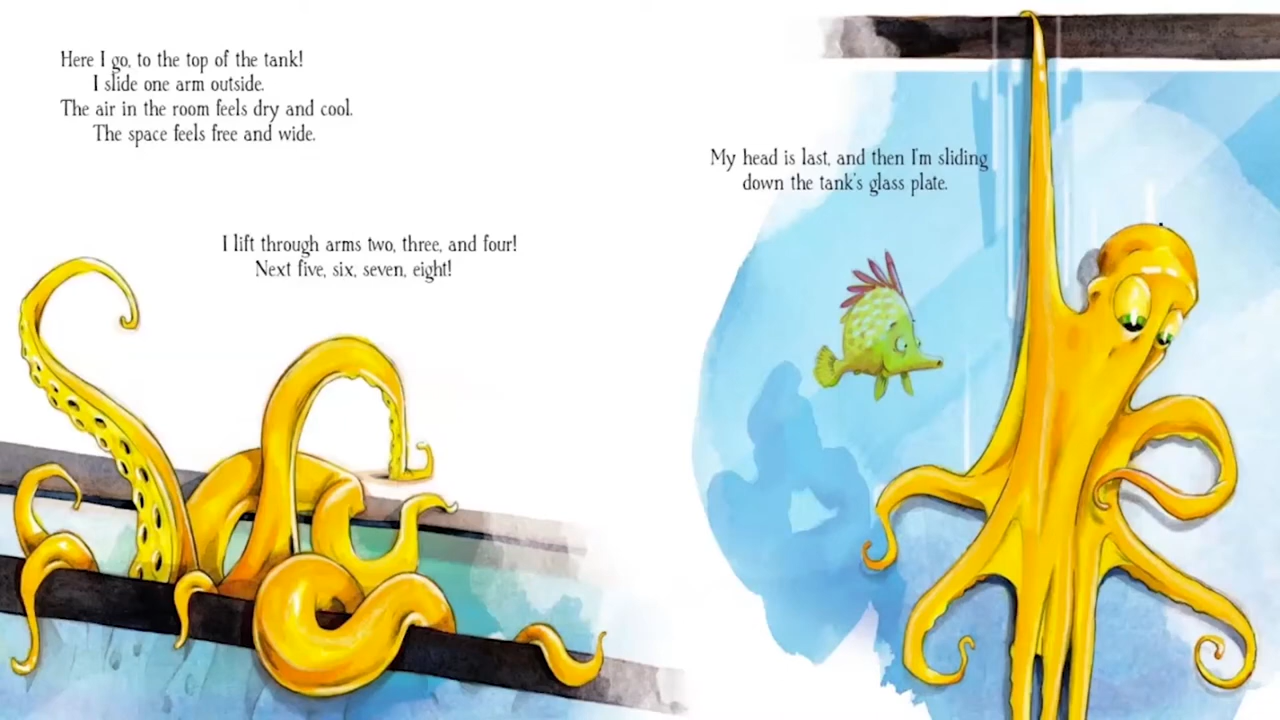 Here I go, to the top of the tank!
I slide one arm outside.
The air in the room feels dry and cool.
The space feels free and wide.
I lift through arms two, three, and four!
Next five, six, seven, eight!
My head is last, and then I'm sliding
down the tank's glass plate.